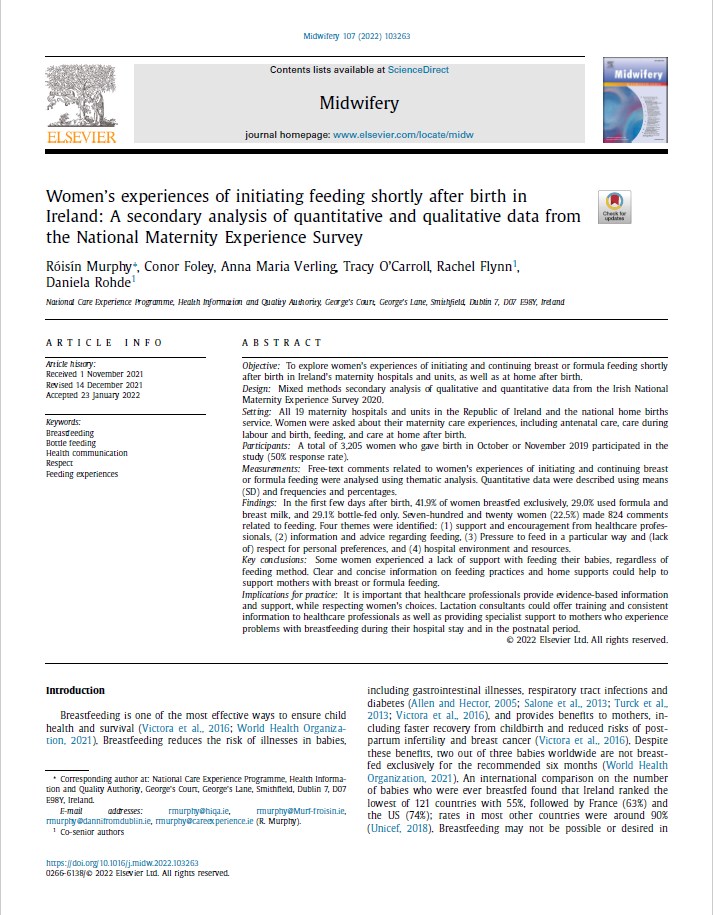 Midwifery 107 (2022) 103263
Contents lists available at ScienceDirect
Midwifery
journal homepage: www.elsevier.com/locate/midw
ELSEVIER
Midwifery
Women's experiences of initiating feeding shortly after birth in
Ireland: A secondary analysis of quantitative and qualitative data from
the National Maternity Experience Survey
Check for
updates
Róisín Murphy*, Conor Foley, Anna Maria Verling, Tracy O'Carroll, Rachel Flynn1,
Daniela Rohde1
National Care Experience Programme, Health Information and Quality Authority, George's Court, George's Lane, Smithfield, Dublin 7, D07 E98Y, Ireland
ARTICLE INFO
Article history:
Received 1 November 2021
Revised 14 December 2021
Accepted 23 January 2022
Keywords:
Breastfeeding
Bottle feeding
Health communication
Respect
Feeding experiences
ABSTRACT
Objective: To explore women's experiences of initiating and continuing breast or formula feeding shortly
after birth in Ireland's maternity hospitals and units, as well as at home after birth.
Design: Mixed methods secondary analysis of qualitative and quantitative data from the Irish National
Maternity Experience Survey 2020.
Setting: All 19 maternity hospitals and units in the Republic of Ireland and the national home births
service. Women were asked about their maternity care experiences, including antenatal care, care during
labour and birth, feeding, and care at home after birth.
Participants: A total of 3,205 women who gave birth in October or November 2019 participated in the
study (50% response rate).
Measurements: Free-text comments related to women's experiences of initiating and continuing breast
or formula feeding were analysed using thematic analysis. Quantitative data were described using means
(SD) and frequencies and percentages.
Findings: In the first few days after birth, 41.9% of women breastfed exclusively, 29.0% used formula and
breast milk, and 29.1% bottle-fed only. Seven-hundred and twenty women (22.5%) made 824 comments
related to feeding. Four themes were identified: (1) support and encouragement from healthcare profes-
sionals, (2) information and advice regarding feeding, (3) Pressure to feed in a particular way and (lack
of) respect for personal preferences, and (4) hospital environment and resources.
Key conclusions: Some women experienced a lack of support with feeding their babies, regardless of
feeding method. Clear and concise information on feeding practices and home supports could help to
support mothers with breast or formula feeding.
Implications for practice: It is important that healthcare professionals provide evidence-based information
and support, while respecting women's choices. Lactation consultants could offer training and consistent
information to healthcare professionals as well as providing specialist support to mothers who experience
problems with breastfeeding during their hospital stay and in the postnatal period.
© 2022 Elsevier Ltd. All rights reserved.
Introduction
Breastfeeding is one of the most effective ways to ensure child
health and survival (Victora et al., 2016; World Health Organiza-
tion, 2021). Breastfeeding reduces the risk of illnesses in babies,
including gastrointestinal illnesses, respiratory tract infections and
diabetes (Allen and Hector, 2005; Salone et al., 2013; Turck et al.,
2013; Victora et al., 2016), and provides benefits to mothers, in-
cluding faster recovery from childbirth and reduced risks of post-
partum infertility and breast cancer (Victora et al., 2016). Despite
these benefits, two out of three babies worldwide are not breast-
fed exclusively for the recommended six months (World Health
Organization, 2021). An international comparison on the number
of babies who were ever breastfed found that Ireland ranked the
lowest of 121 countries with 55%, followed by France (63%) and
the US (74%); rates in most other countries were around 90%
(Unicef, 2018). Breastfeeding may not be possible or desired in
* Corresponding author at: National Care Experience Programme, Health Informa-
tion and Quality Authority, George's Court, George's Lane, Smithfield, Dublin 7, D07
E98Y, Ireland.
E-mail addresses: rmurphy@hiqa.ie, rmurphy@Murf-froisin.ie,
rmurphy@dannifromdublin.ie, rmurphy@careexperience.ie (R. Murphy).
1 Co-senior authors
https://doi.org/10.1016/j.midw.2022.103263
0266-6138/© 2022 Elsevier Ltd. All rights reserved.